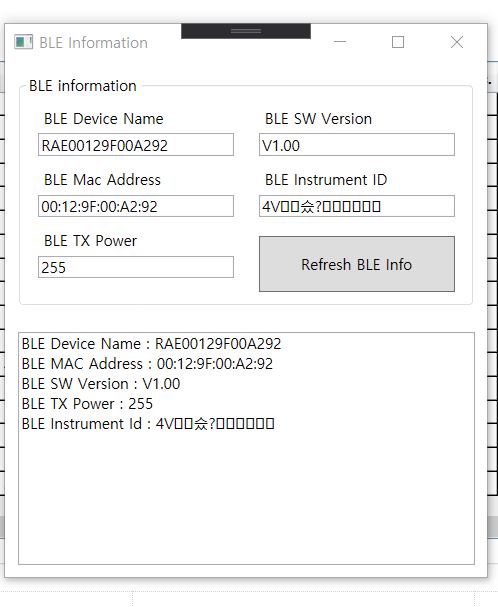 BLE Information
BLE information
BLE Device Name
RAE00129F00A292
BLE SW Version
V1.00
BLE Mac Address
00:12:9F:00:A2:92
BLE Instrument ID
4V▯▯众?▯▯▯▯▯▯
BLE TX Power
255
Refresh BLE Info
BLE Device Name : RAE00129F00A292
BLE MAC Address : 00:12:9F:00:A2:92
BLE SW Version : V1.00
BLE TX Power : 255
BLE Instrument Id : 4V▯▯众?▯▯▯▯▯▯